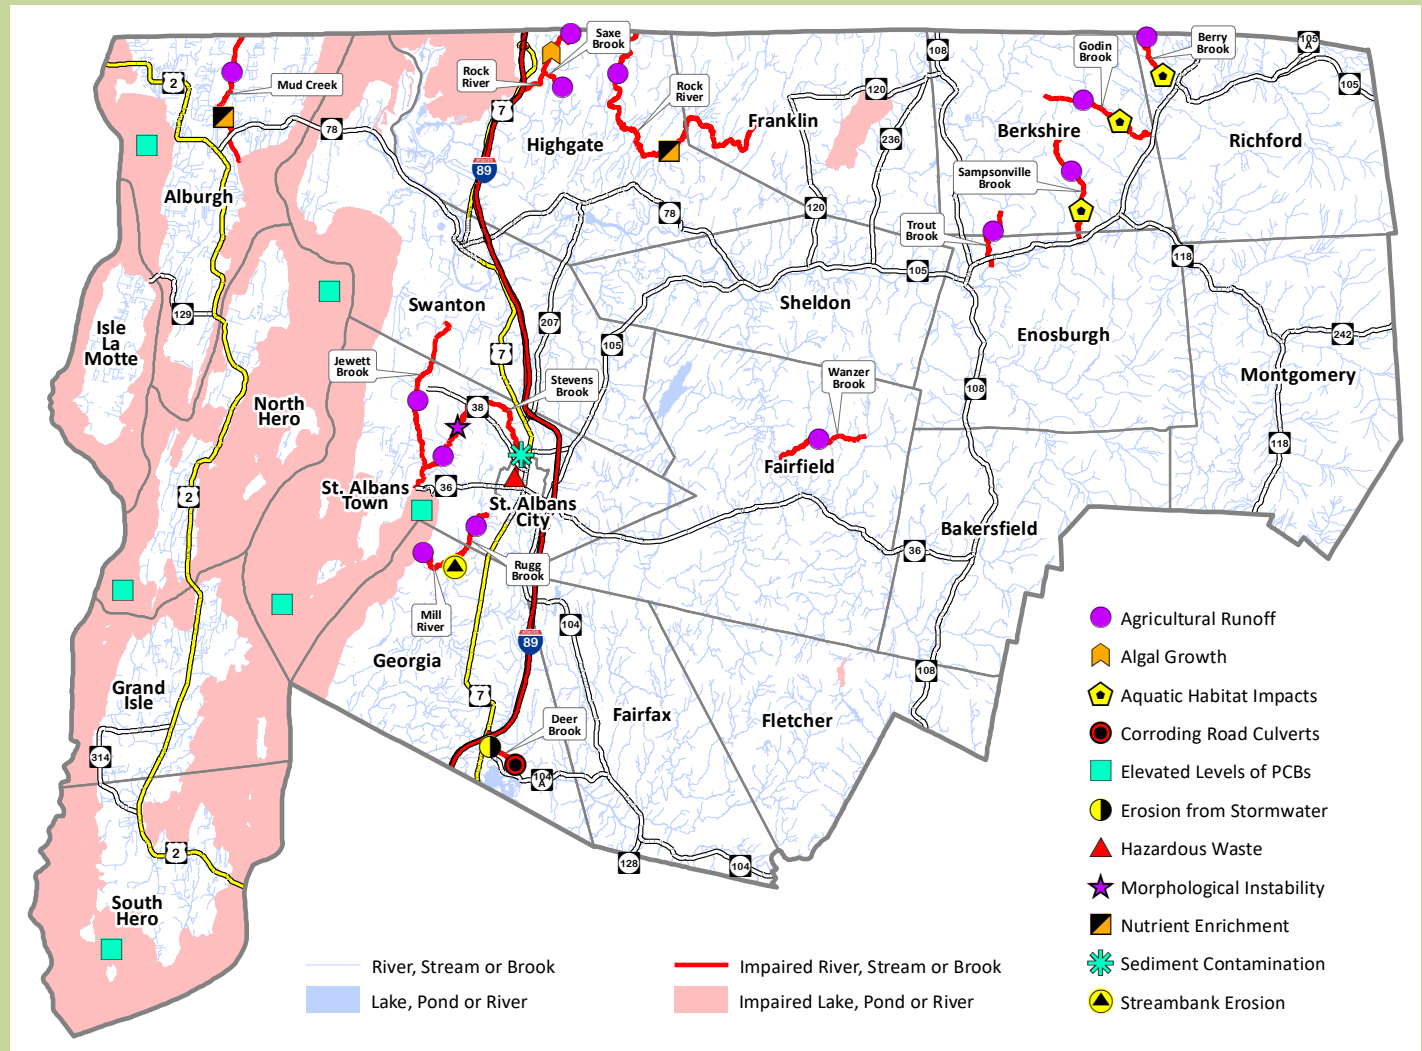 Saxe
Brook
Rock
River
Mud Creek
Rock
River
Godin
Brook
Berry
Brook
Highgate
Franklin
Berkshire
Richford
Alburgh
Sampsonville
Brook
Trout
Brook
Isle
La
Motte
Swanton
Sheldon
Enosburgh
Montgomery
Jewett
Brook
Stevens
Brook
Wanzer
Brook
North
Hero
Fairfield
St. Albans
Town
St. Albans
City
Bakersfield
Rugg
Brook
Mill
River
Georgia
Grand
Isle
Deer
Brook
Fairfax
Fletcher
South
Hero
2
78
7
89
108
120
236
105
A
105
78
120
118
105
129
207
7
105
242
108
38
118
2
36
36
104
89
108
7
314
104
A
2
128
104
Agricultural Runoff
Algal Growth
Aquatic Habitat Impacts
Corroding Road Culverts
Elevated Levels of PCBs
Erosion from Stormwater
Hazardous Waste
Morphological Instability
Nutrient Enrichment
Sediment Contamination
Streambank Erosion
River, Stream or Brook
Lake, Pond or River
Impaired River, Stream or Brook
Impaired Lake, Pond or River